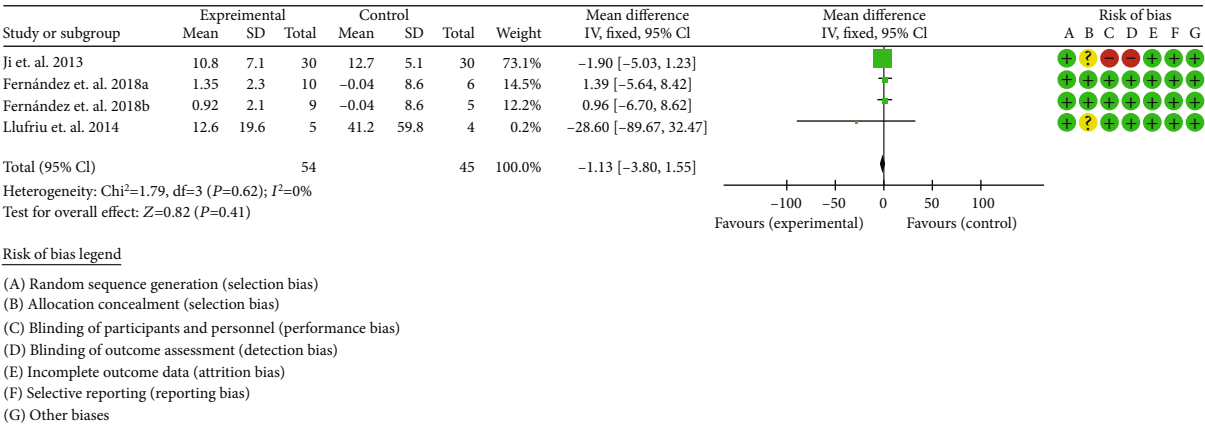 Expreimental Control Mean difference Mean difference Risk of bias
Study or subgroup Mean SD Total Mean SD Total Weight IV, fixed, 95% Cl IV, fixed, 95% Cl A B C D E F G
Ji et. al. 2013 10.8 7.1 30 12.7 5.1 30 73.1% −1.90 [−5.03, 1.23] + ? − − + + +
Fernández et. al. 2018a 1.35 2.3 10 −0.04 8.6 6 14.5% 1.39 [−5.64, 8.42] + + + + + + +
Fernández et. al. 2018b 0.92 2.1 9 −0.04 8.6 5 12.2% 0.96 [−6.70, 8.62] + + + + + + +
Llufriu et. al. 2014 12.6 19.6 5 41.2 59.8 4 0.2% −28.60 [−89.67, 32.47] + ? + + + + +
Total (95% Cl) 54 45 100.0% −1.13 [−3.80, 1.55]
Heterogeneity: Chi²=1.79, df=3 (P=0.62); I²=0%
Test for overall effect: Z=0.82 (P=0.41)
−100 −50 0 50 100
Favours (experimental) Favours (control)
Risk of bias legend
(A) Random sequence generation (selection bias)
(B) Allocation concealment (selection bias)
(C) Blinding of participants and personnel (performance bias)
(D) Blinding of outcome assessment (detection bias)
(E) Incomplete outcome data (attrition bias)
(F) Selective reporting (reporting bias)
(G) Other biases